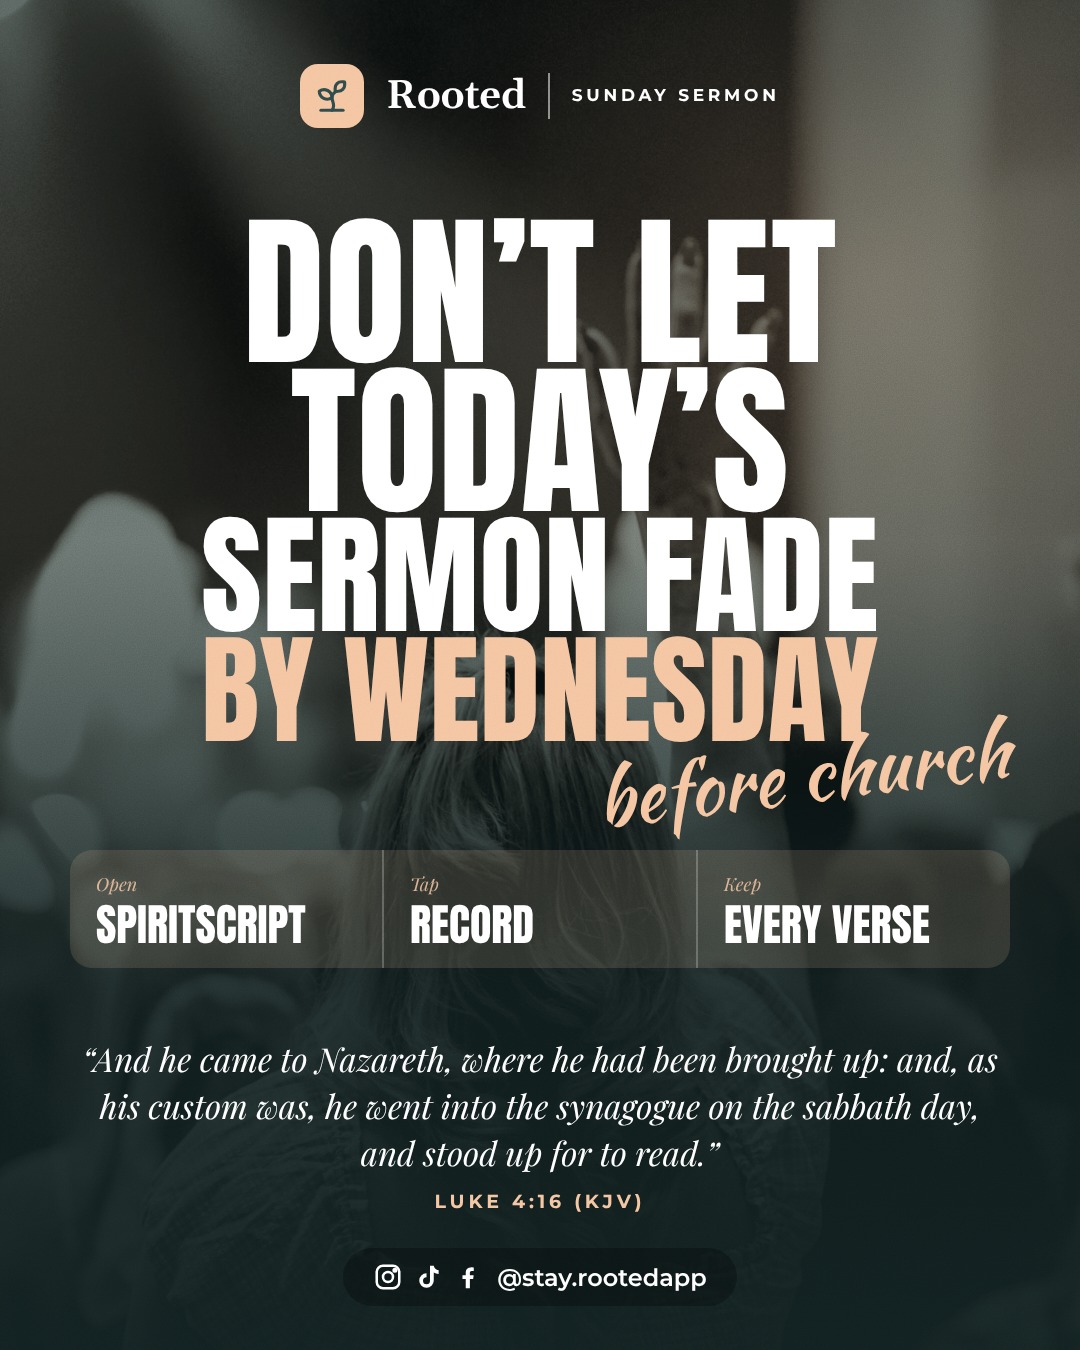 Rooted
SUNDAY SERMON
DON’T LET
TODAY’S
SERMON FADE
BY WEDNESDAY
before church
Open
SPIRITSCRIPT
Tap
RECORD
Keep
EVERY VERSE
“And he came to Nazareth, where he had been brought up: and, as
his custom was, he went into the synagogue on the sabbath day,
and stood up for to read.”
LUKE 4:16 (KJV)
@stay.rootedapp